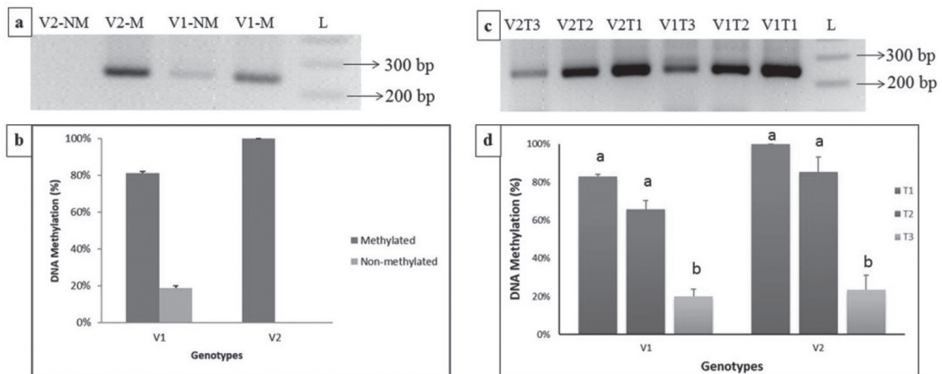 a
V2-NM V2-M V1-NM V1-M L
300 bp
200 bp
b
100%
80%
60%
40%
20%
0%
DNA Methylation (%)
V1 V2
Genotypes
Methylated
Non-methylated
c
V2T3 V2T2 V2T1 V1T3 V1T2 V1T1 L
300 bp
200 bp
d
100%
80%
60%
40%
20%
0%
DNA Methylation (%)
a a b a a b
V1 V2
Genotypes
T1
T2
T3